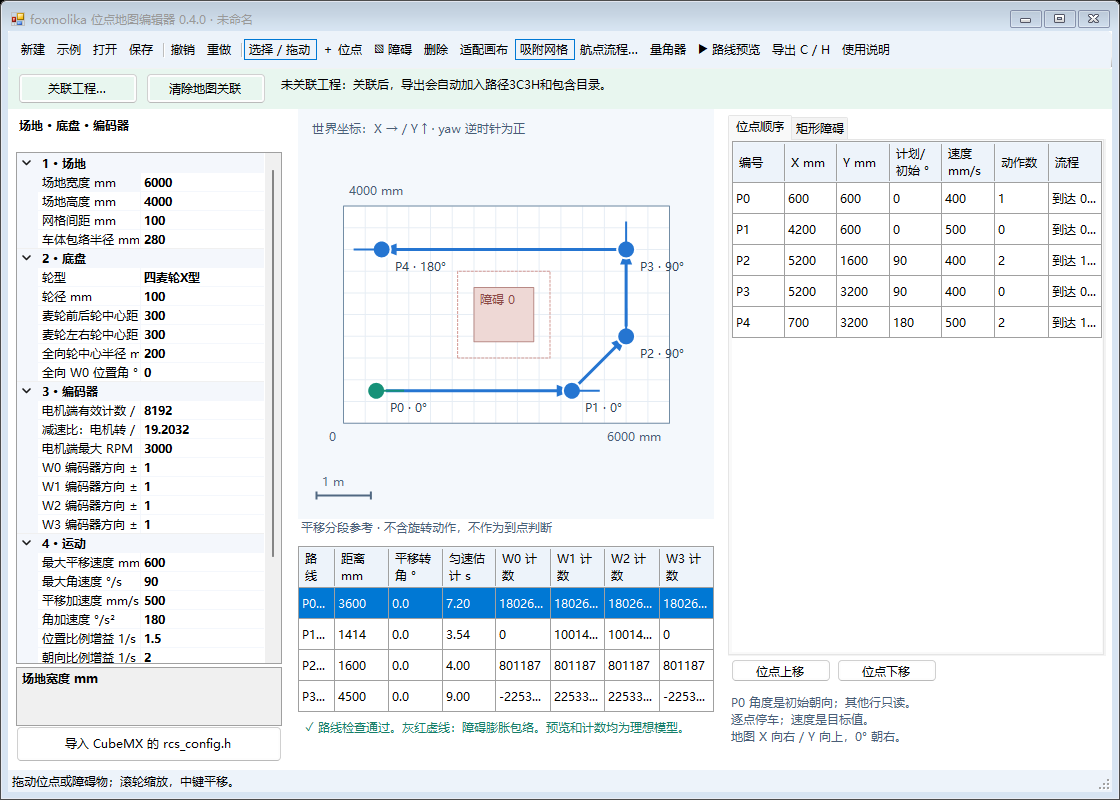 foxmolika 位点地图编辑器 0.4.0 · 未命名
新建 示例 打开 保存 撤销 重做 选择 / 拖动 + 位点 ▧ 障碍 删除 适配画布 吸附网格 航点流程... 量角器 ▶ 路线预览 导出 C / H 使用说明
关联工程... 清除地图关联 未关联工程：关联后，导出会自动加入路径3C3H和包含目录。
场地 · 底盘 · 编码器
1 · 场地
场地宽度 mm 6000
场地高度 mm 4000
网格间距 mm 100
车体包络半径 mm 280
2 · 底盘
轮型 四麦轮X型
轮径 mm 100
麦轮前后轮中心距 300
麦轮左右轮中心距 300
全向轮中心半径 m 200
全向 W0 位置角 ° 0
3 · 编码器
电机端有效计数 / 8192
减速比：电机转 / 19.2032
电机端最大 RPM 3000
W0 编码器方向 ± 1
W1 编码器方向 ± 1
W2 编码器方向 ± 1
W3 编码器方向 ± 1
4 · 运动
最大平移速度 mm 600
最大角速度 °/s 90
平移加速度 mm/s 500
角加速度 °/s² 180
位置比例增益 1/s 1.5
朝向比例增益 1/s 2
场地宽度 mm
导入 CubeMX 的 rcs_config.h
世界坐标：X → / Y ↑ · yaw 逆时针为正
4000 mm
P4 · 180°
P3 · 90°
障碍 0
P2 · 90°
P0 · 0°
P1 · 0°
0
6000 mm
1 m
平移分段参考 · 不含旋转动作，不作为到点判断
路线 距离 mm 平移转角 ° 匀速估计 s W0 计数 W1 计数 W2 计数 W3 计数
P0... 3600 0.0 7.20 18026... 18026... 18026... 18026...
P1... 1414 0.0 3.54 0 10014... 10014... 0
P2... 1600 0.0 4.00 801187 801187 801187 801187
P3... 4500 0.0 9.00 -2253... 22533... 22533... -2253...
✓ 路线检查通过。灰红虚线：障碍膨胀包络。预览和计数均为理想模型。
位点顺序 矩形障碍
编号 X mm Y mm 计划/初始 ° 速度 mm/s 动作数 流程
P0 600 600 0 400 1 到达 0...
P1 4200 600 0 500 0 到达 0...
P2 5200 1600 90 400 2 到达 1...
P3 5200 3200 90 400 0 到达 0...
P4 700 3200 180 500 2 到达 1...
位点上移 位点下移
P0 角度是初始朝向；其他行只读。
逐点停车；速度是目标值。
地图 X 向右 / Y 向上，0° 朝右。
拖动位点或障碍物；滚轮缩放，中键平移。